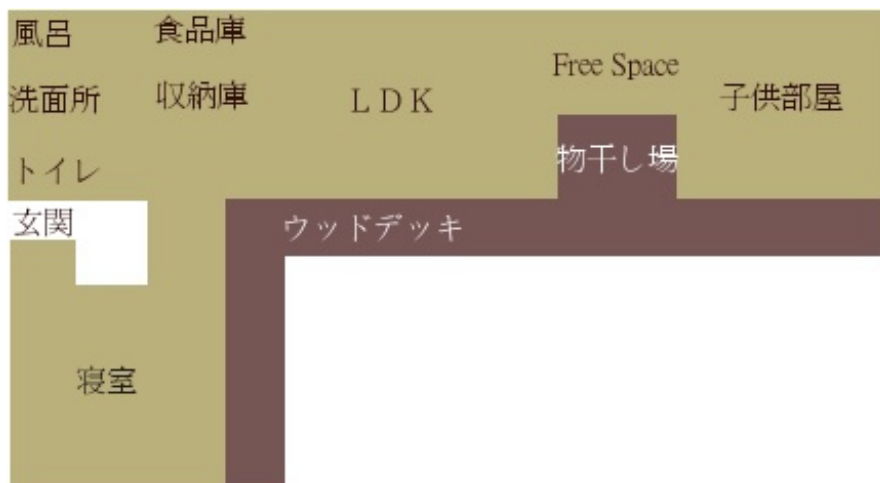 風呂
食品庫
Free Space
洗面所
収納庫
ＬＤＫ
子供部屋
物干し場
トイレ
玄関
ウッドデッキ
寝室